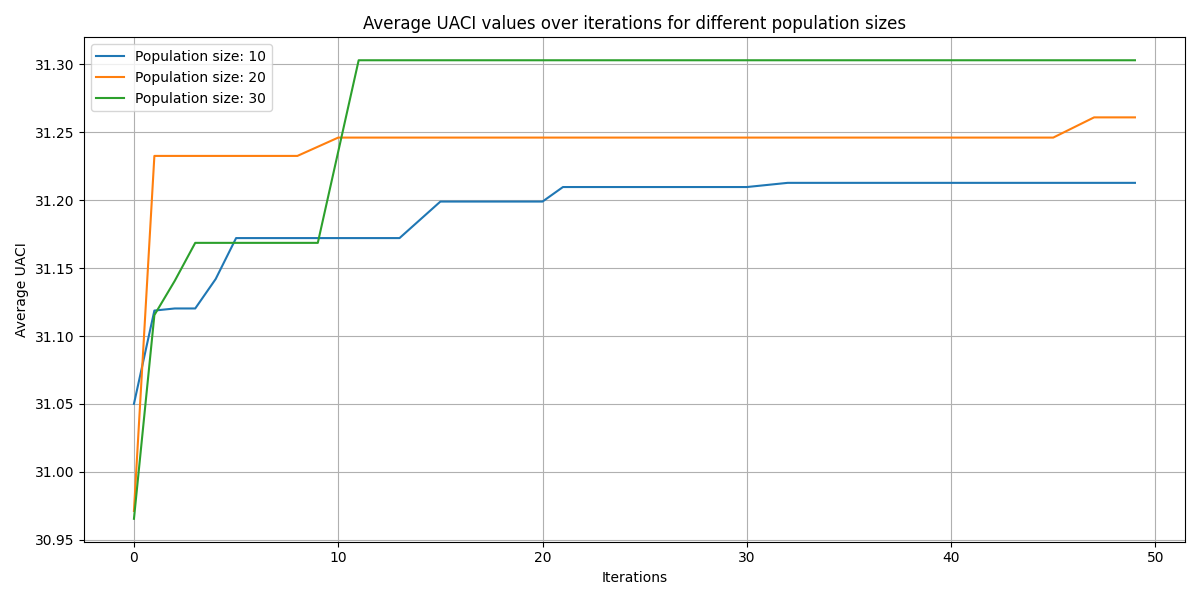 Average UACI values over iterations for different population sizes
Population size: 10
Population size: 20
Population size: 30
Average UACI
31.30
31.25
31.20
31.15
31.10
31.05
31.00
30.95
0 10 20 30 40 50
Iterations